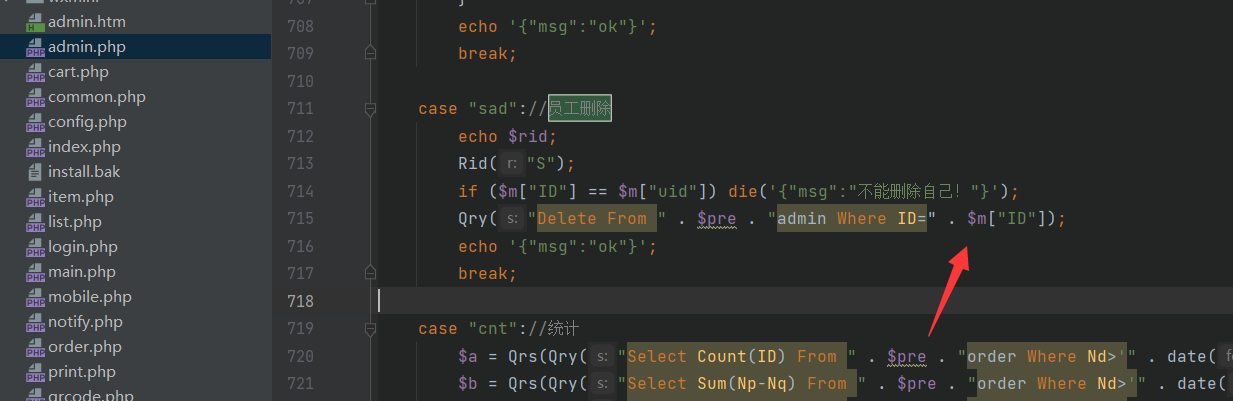 admin.htm
admin.php
cart.php
common.php
config.php
index.php
install.bak
item.php
list.php
login.php
main.php
mobile.php
notify.php
order.php
print.php
qrcode.php
707 }
708 echo '{"msg":"ok"}';
709 break;
710
711 case "sad"://员工删除
712 echo $rid;
713 Rid( r: "S");
714 if ($m["ID"] == $m["uid"]) die('{"msg":"不能删除自己！"}');
715 Qry( s: "Delete From " . $pre . "admin Where ID=" . $m["ID"]);
716 echo '{"msg":"ok"}';
717 break;
718
719 case "cnt"://统计
720 $a = Qrs(Qry( s: "Select Count(ID) From " . $pre . "order Where Nd>'" . date(
721 $b = Qrs(Qry( s: "Select Sum(Np-Nq) From " . $pre . "order Where Nd>'" . date(